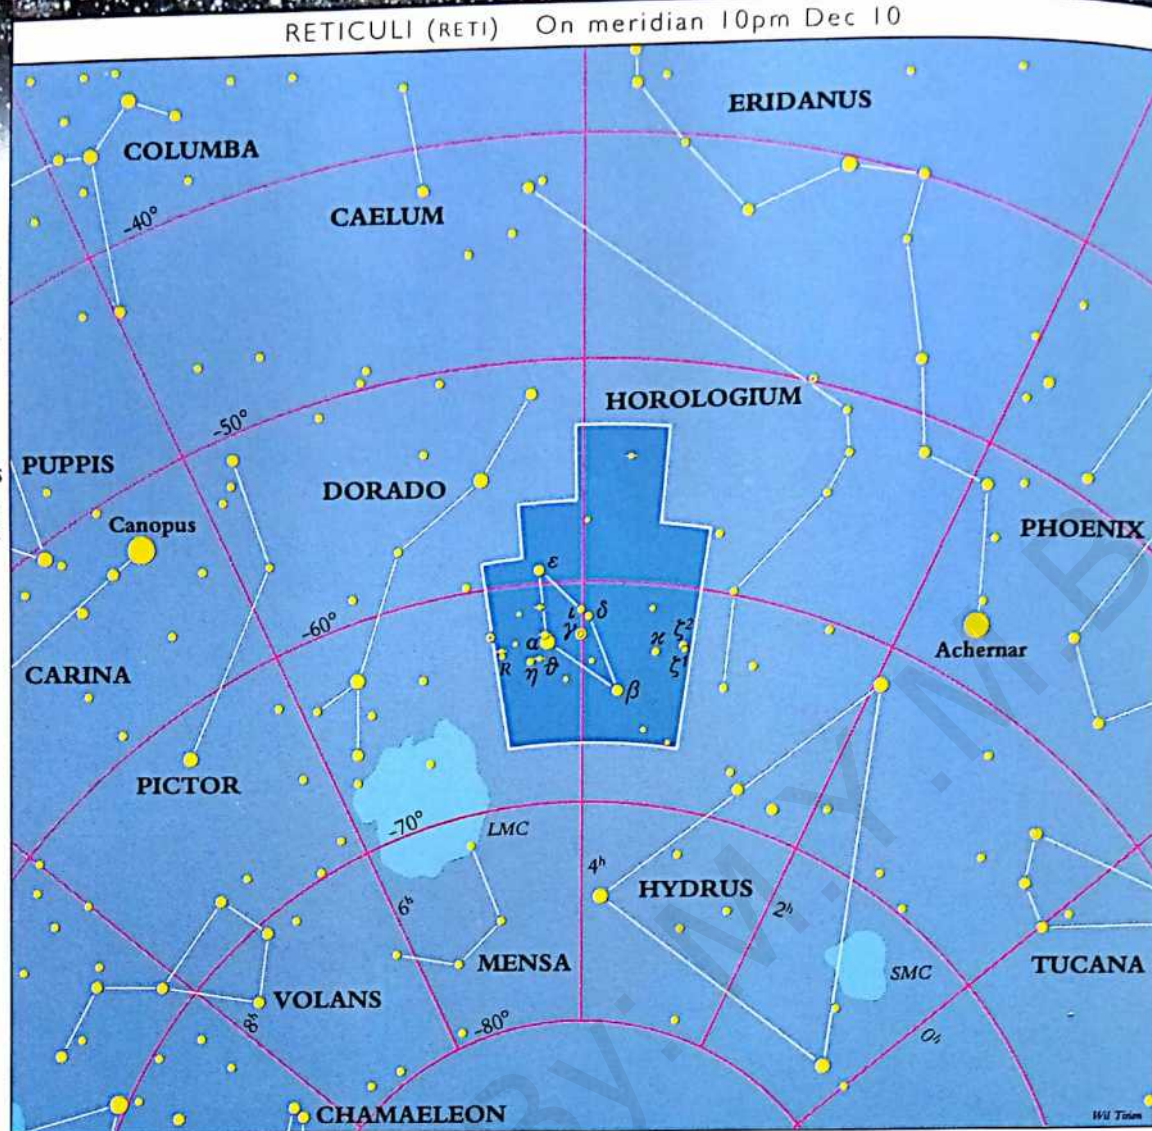 RETICULI (RETI) On meridian 10pm Dec 10
ERIDANUS
COLUMBA
CAELUM
-40°
HOROLOGIUM
-50°
PUPPIS
DORADO
Canopus
PHOENIX
ε
-60°
ι δ
α γ
ϰ ζ²
Achernar
R η ϑ
ζ¹
CARINA
β
PICTOR
-70°
LMC
4ʰ
HYDRUS
6ʰ
2ʰ
MENSA
SMC
TUCANA
VOLANS
8ʰ
-80°
0ʰ
CHAMAELEON
Wil Tirion
BY: M.Y.M.B